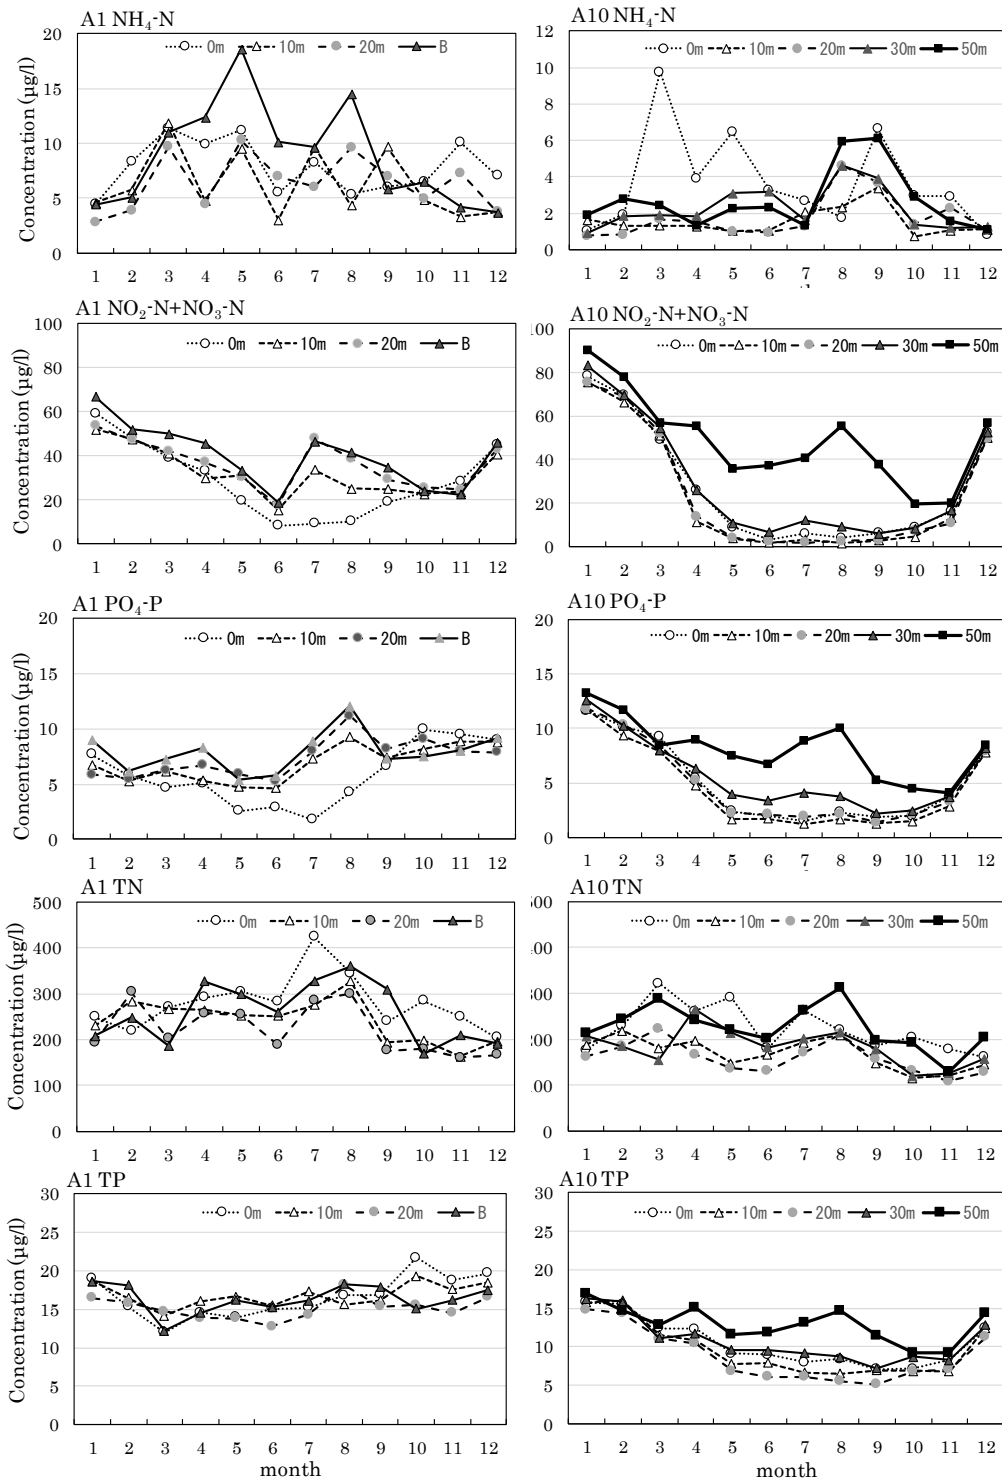 A1 NH₄-N
Concentration (µg/l)
20
15
10
5
0
0m 10m 20m B
1 2 3 4 5 6 7 8 9 10 11 12
A10 NH₄-N
12
10
8
6
4
2
0
0m 10m 20m 30m 50m
1 2 3 4 5 6 7 8 9 10 11 12
A1 NO₂-N+NO₃-N
Concentration (µg/l)
100
80
60
40
20
0
0m 10m 20m B
1 2 3 4 5 6 7 8 9 10 11 12
A10 NO₂-N+NO₃-N
100
80
60
40
20
0
0m 10m 20m 30m 50m
1 2 3 4 5 6 7 8 9 10 11 12
A1 PO₄-P
Concentration (µg/l)
20
15
10
5
0
0m 10m 20m B
1 2 3 4 5 6 7 8 9 10 11 12
A10 PO₄-P
20
15
10
5
0
0m 10m 20m 30m 50m
1 2 3 4 5 6 7 8 9 10 11 12
A1 TN
Concentration (µg/l)
500
400
300
200
100
0
0m 10m 20m B
1 2 3 4 5 6 7 8 9 10 11 12
A10 TN
00
00
00
00
00
0
0m 10m 20m 30m 50m
1 2 3 4 5 6 7 8 9 10 11 12
A1 TP
Concentration (µg/l)
30
25
20
15
10
5
0
0m 10m 20m B
1 2 3 4 5 6 7 8 9 10 11 12
month
A10 TP
30
25
20
15
10
5
0
0m 10m 20m 30m 50m
1 2 3 4 5 6 7 8 9 10 11 12
month